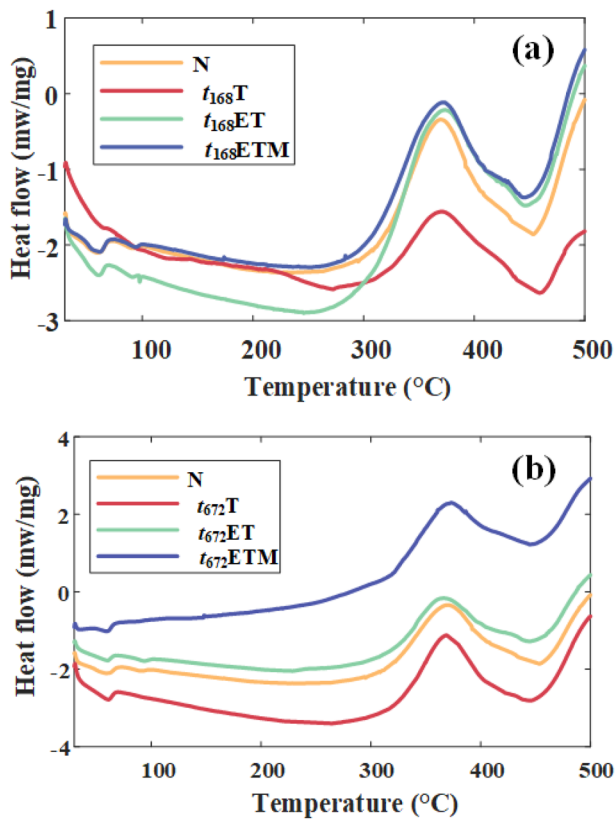 (a)
N
t168T
t168ET
t168ETM
1
0
-1
-2
-3
Heat flow (mw/mg)
100 200 300 400 500
Temperature (°C)
(b)
N
t672T
t672ET
t672ETM
4
2
0
-2
-4
Heat flow (mw/mg)
100 200 300 400 500
Temperature (°C)